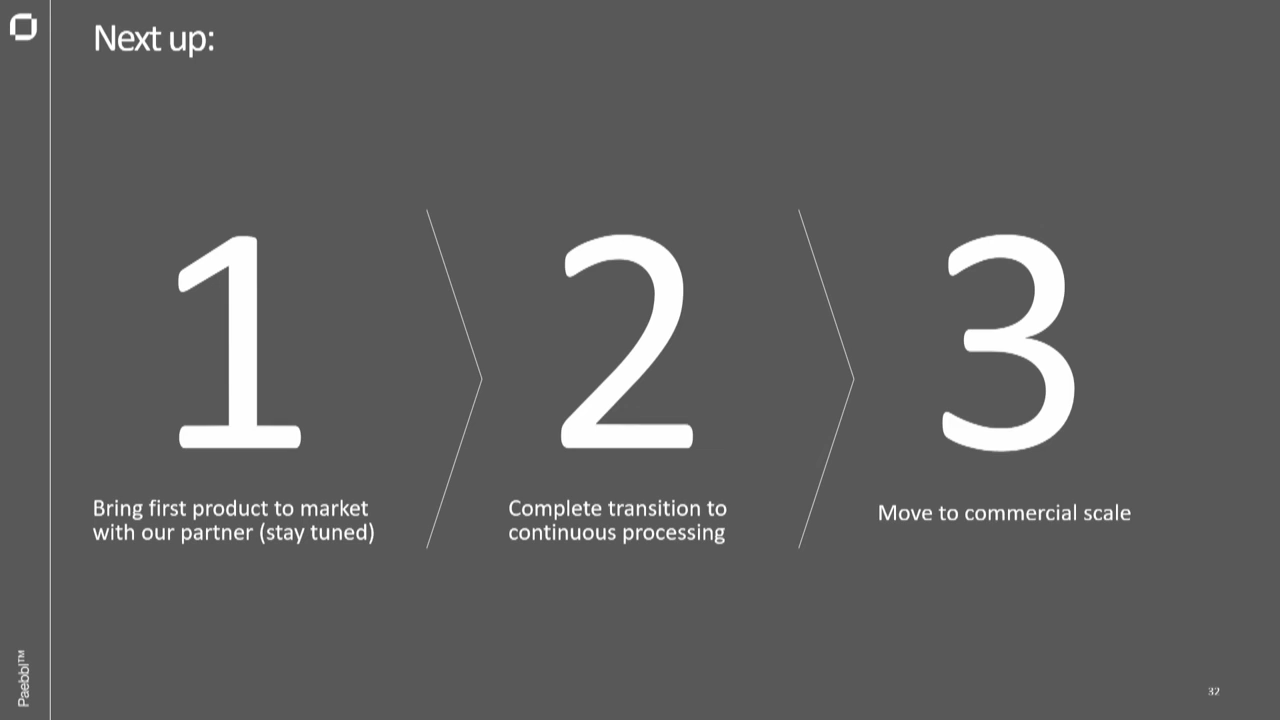 Next up:
1
2
3
Bring first product to market
with our partner (stay tuned)
Complete transition to
continuous processing
Move to commercial scale
Paebbl™
32